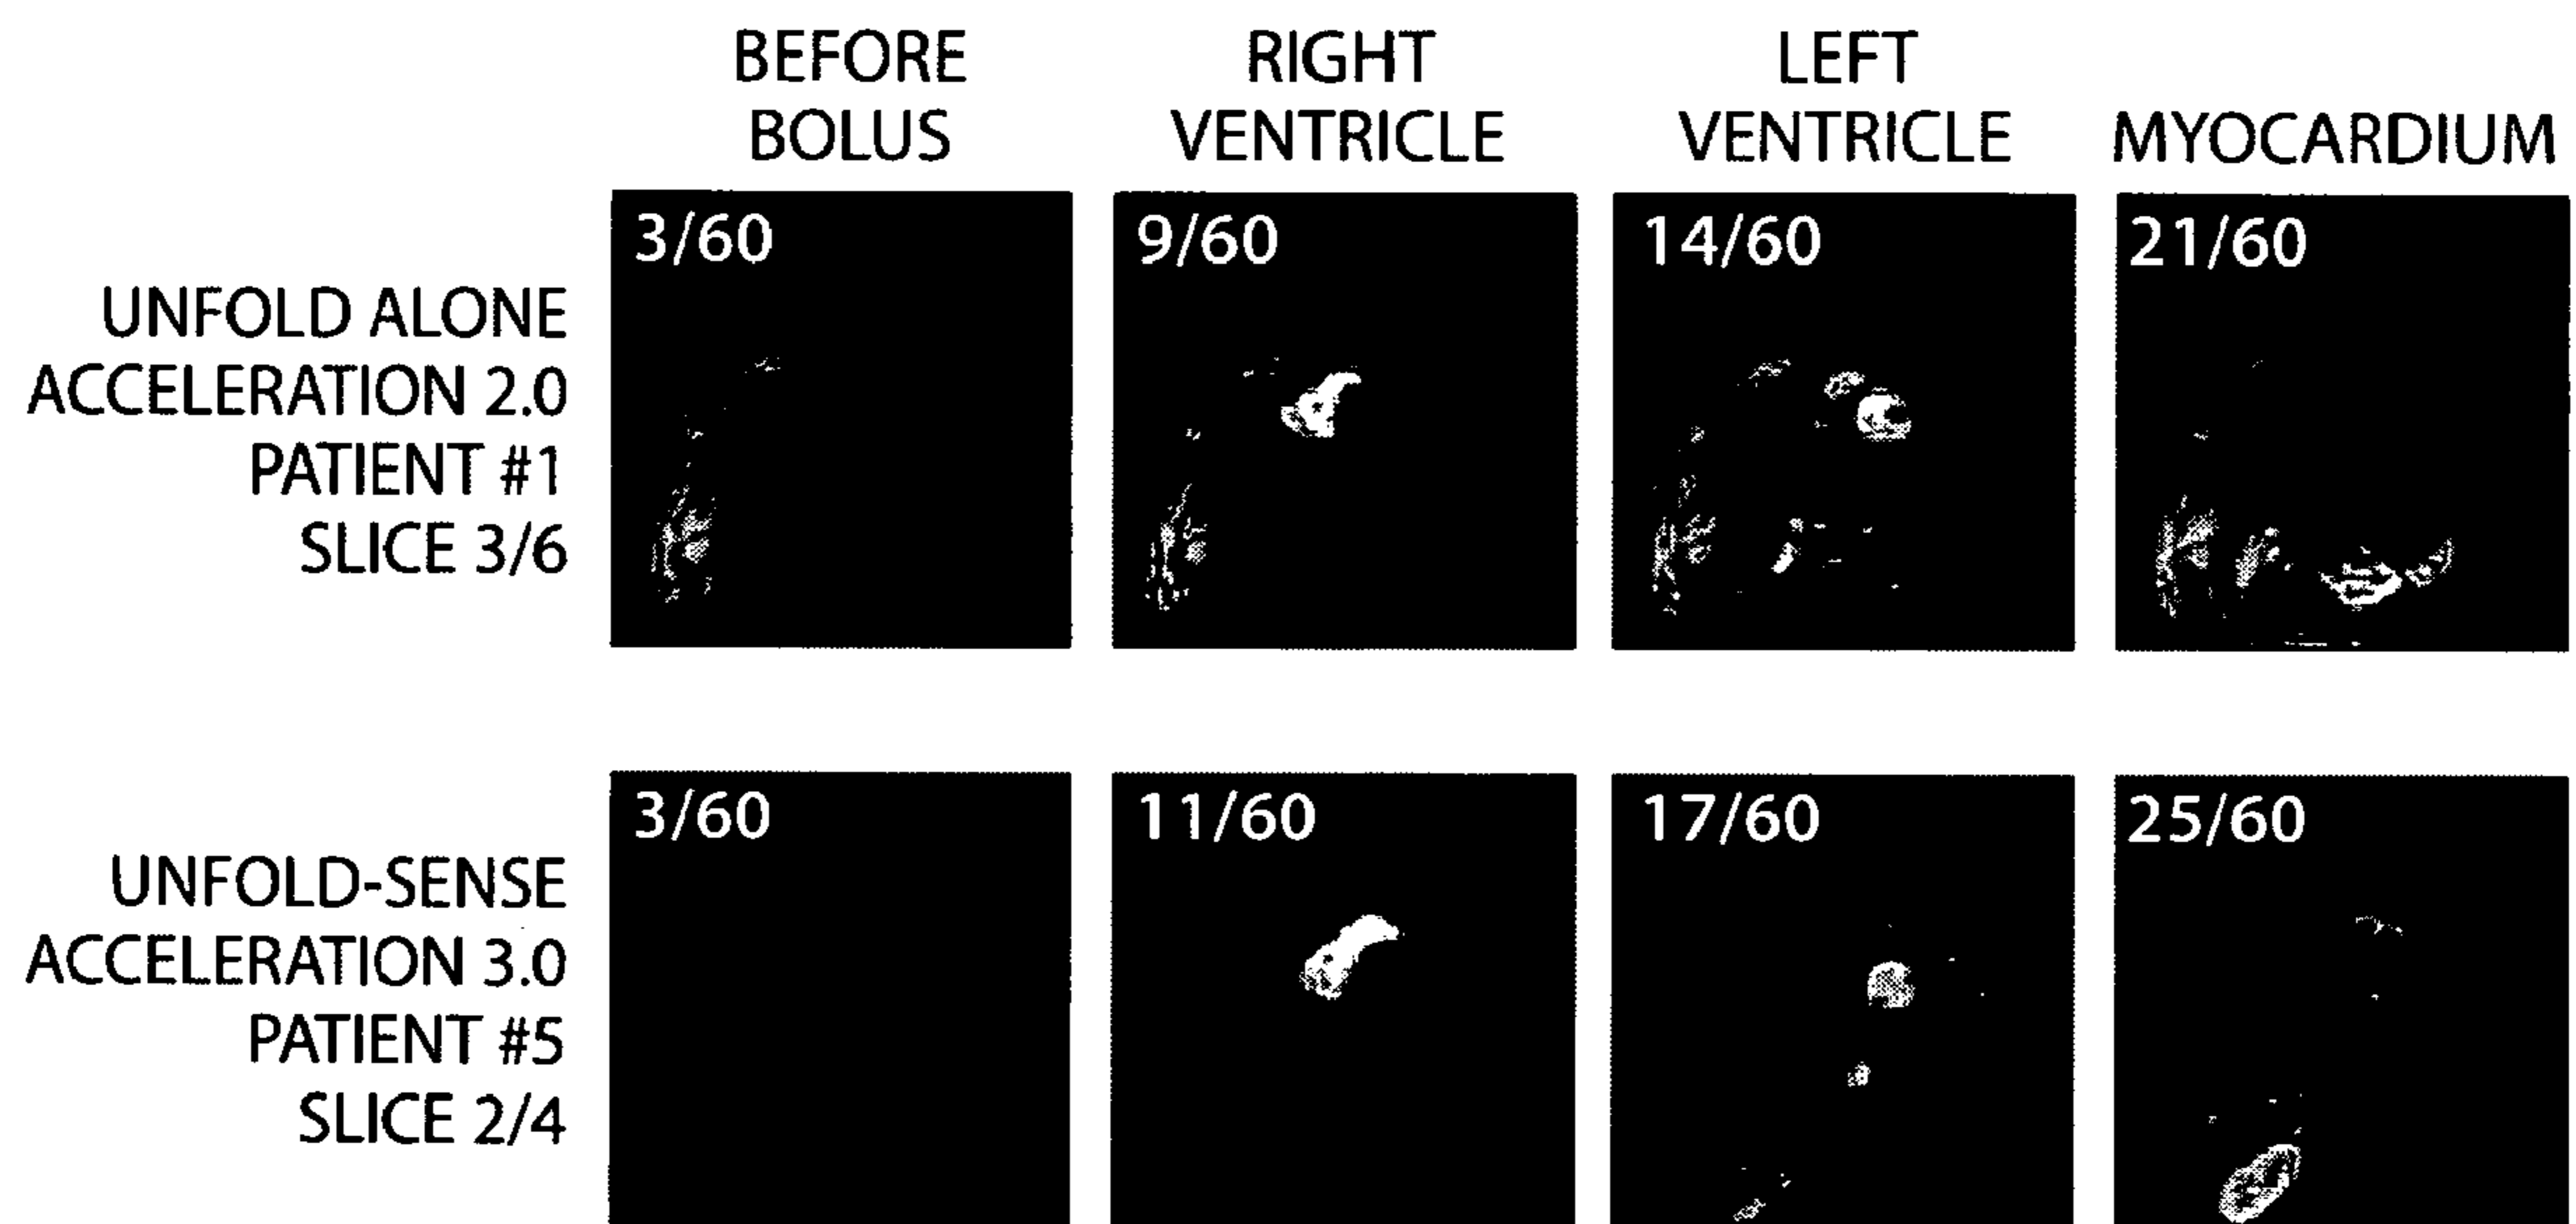 BEFORE
BOLUS
RIGHT
VENTRICLE
LEFT
VENTRICLE
MYOCARDIUM
UNFOLD ALONE
ACCELERATION 2.0
PATIENT #1
SLICE 3/6
3/60
9/60
14/60
21/60
UNFOLD-SENSE
ACCELERATION 3.0
PATIENT #5
SLICE 2/4
3/60
11/60
17/60
25/60